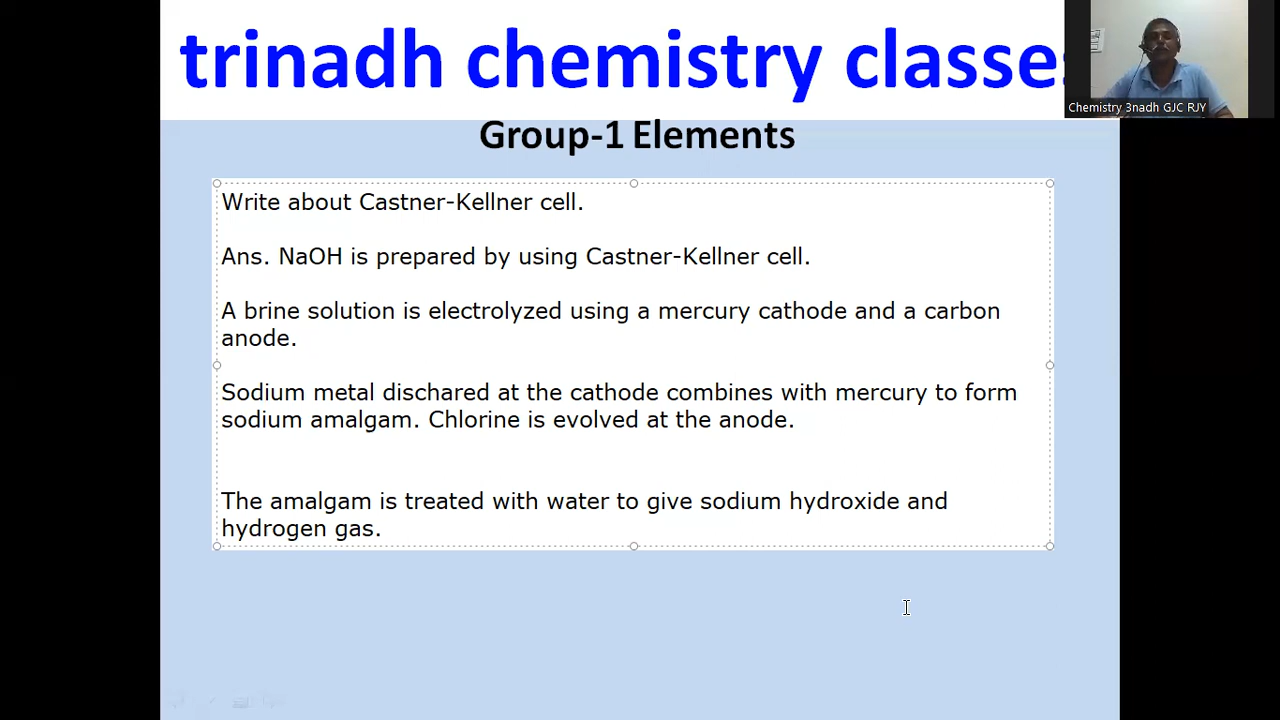 trinadh chemistry classes
Chemistry 3nadh GJC RJY
Group-1 Elements
Write about Castner-Kellner cell.
Ans. NaOH is prepared by using Castner-Kellner cell.
A brine solution is electrolyzed using a mercury cathode and a carbon
anode.
Sodium metal dischared at the cathode combines with mercury to form
sodium amalgam. Chlorine is evolved at the anode.
The amalgam is treated with water to give sodium hydroxide and
hydrogen gas.